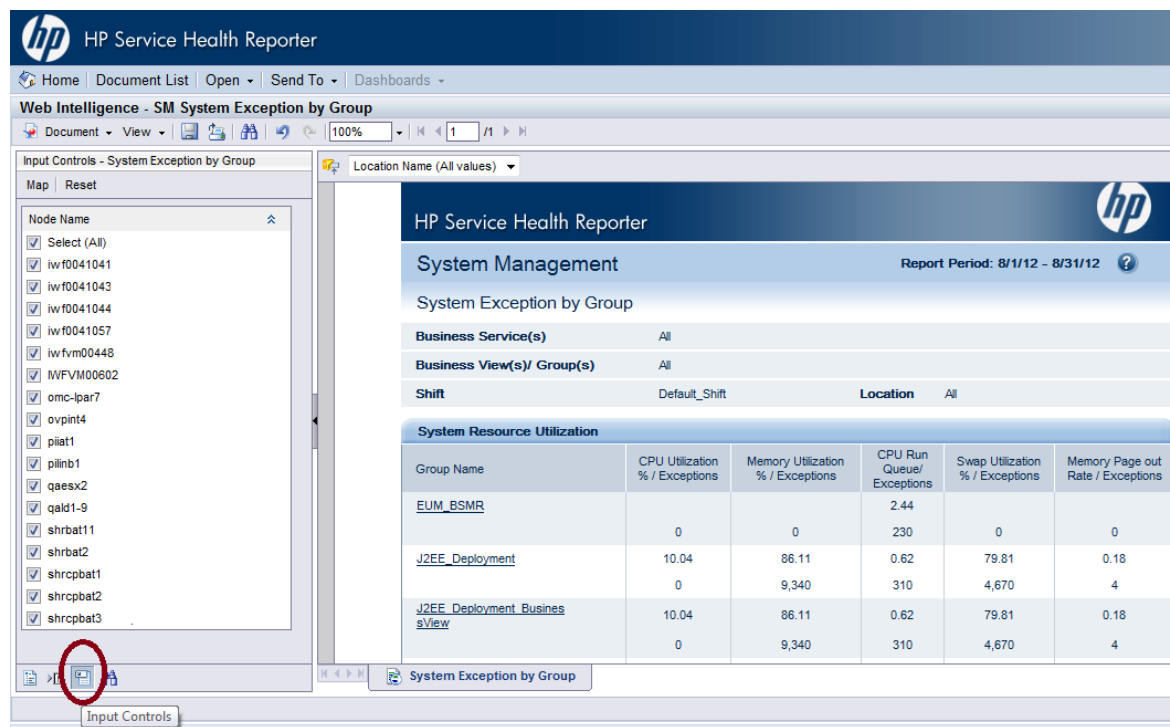 hp HP Service Health Reporter
Home Document List Open Send To Dashboards
Web Intelligence - SM System Exception by Group
Document View 100% 1 /1
Input Controls - System Exception by Group
Map Reset
Node Name
Select (All)
iwf0041041
iwf0041043
iwf0041044
iwf0041057
iwfvm00448
IWFVM00602
omc-lpar7
ovpint4
piiat1
pilinb1
qaesx2
qald1-9
shrbat11
shrbat2
shrcpbat1
shrcpbat2
shrcpbat3
Input Controls
Location Name (All values)
HP Service Health Reporter hp
System Management Report Period: 8/1/12 - 8/31/12 ?
System Exception by Group
Business Service(s) All
Business View(s)/ Group(s) All
Shift Default_Shift Location All
System Resource Utilization
Group Name CPU Utilization % / Exceptions Memory Utilization % / Exceptions CPU Run Queue/ Exceptions Swap Utilization % / Exceptions Memory Page out Rate / Exceptions
EUM_BSMR 2.44
0 0 230 0 0
J2EE_Deployment 10.04 86.11 0.62 79.81 0.18
0 9,340 310 4,670 4
J2EE_Deployment_Busines
sView 10.04 86.11 0.62 79.81 0.18
0 9,340 310 4,670 4
System Exception by Group